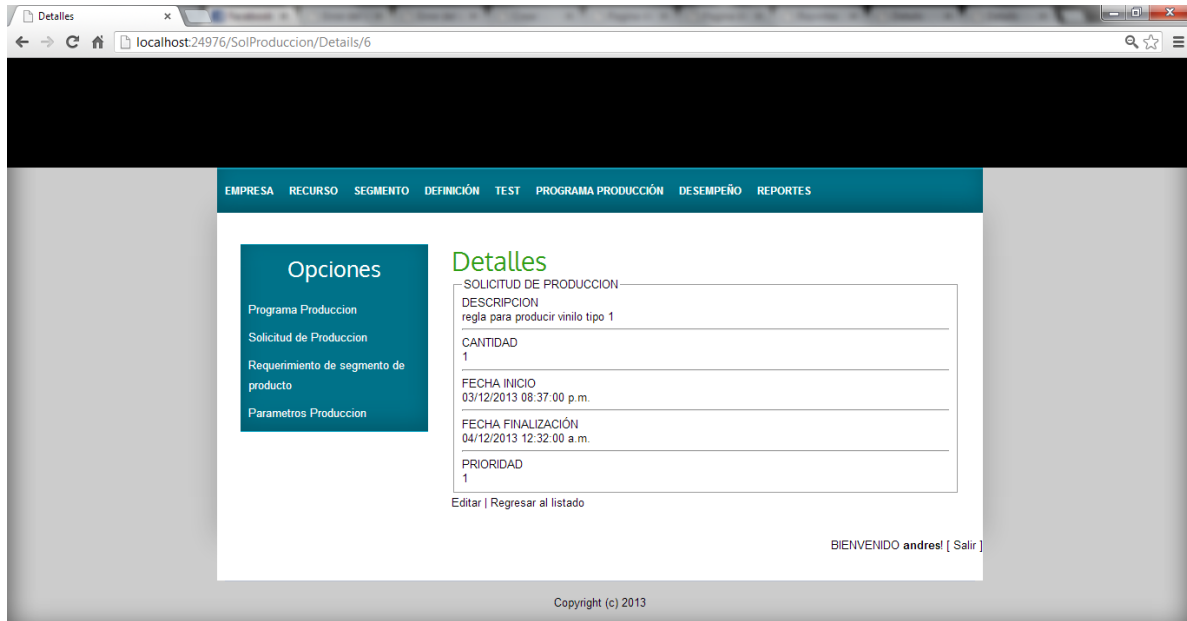 Detalles
localhost:24976/SolProduccion/Details/6
EMPRESA RECURSO SEGMENTO DEFINICIÓN TEST PROGRAMA PRODUCCIÓN DESEMPEÑO REPORTES
Opciones
Programa Produccion
Solicitud de Produccion
Requerimiento de segmento de
producto
Parametros Produccion
Detalles
SOLICITUD DE PRODUCCION
DESCRIPCION
regla para producir vinilo tipo 1
CANTIDAD
1
FECHA INICIO
03/12/2013 08:37:00 p.m.
FECHA FINALIZACIÓN
04/12/2013 12:32:00 a.m.
PRIORIDAD
1
Editar | Regresar al listado
BIENVENIDO andres! [ Salir ]
Copyright (c) 2013